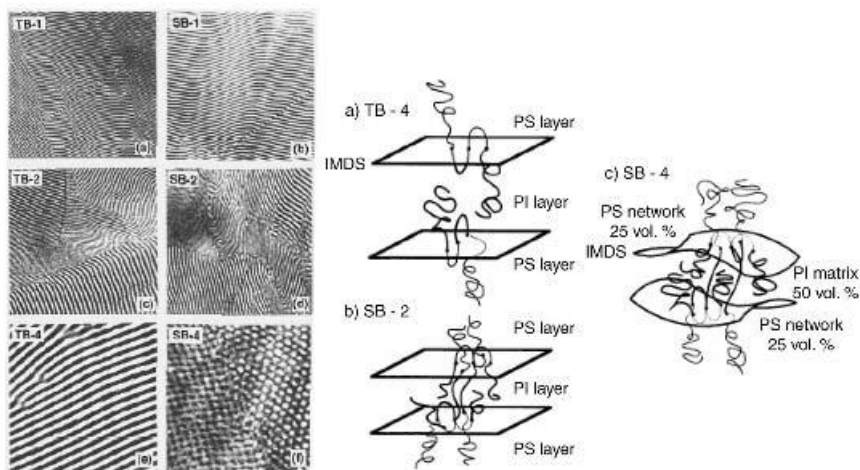 TB-1
SB-1
(a)
(b)
TB-2
SB-2
(c)
(d)
TB-4
SB-4
(e)
(f)
a) TB - 4
PS layer
IMDS
PI layer
PS layer
b) SB - 2
PS layer
PI layer
PS layer
c) SB - 4
PS network
25 vol. %
IMDS
PI matrix
50 vol. %
PS network
25 vol. %